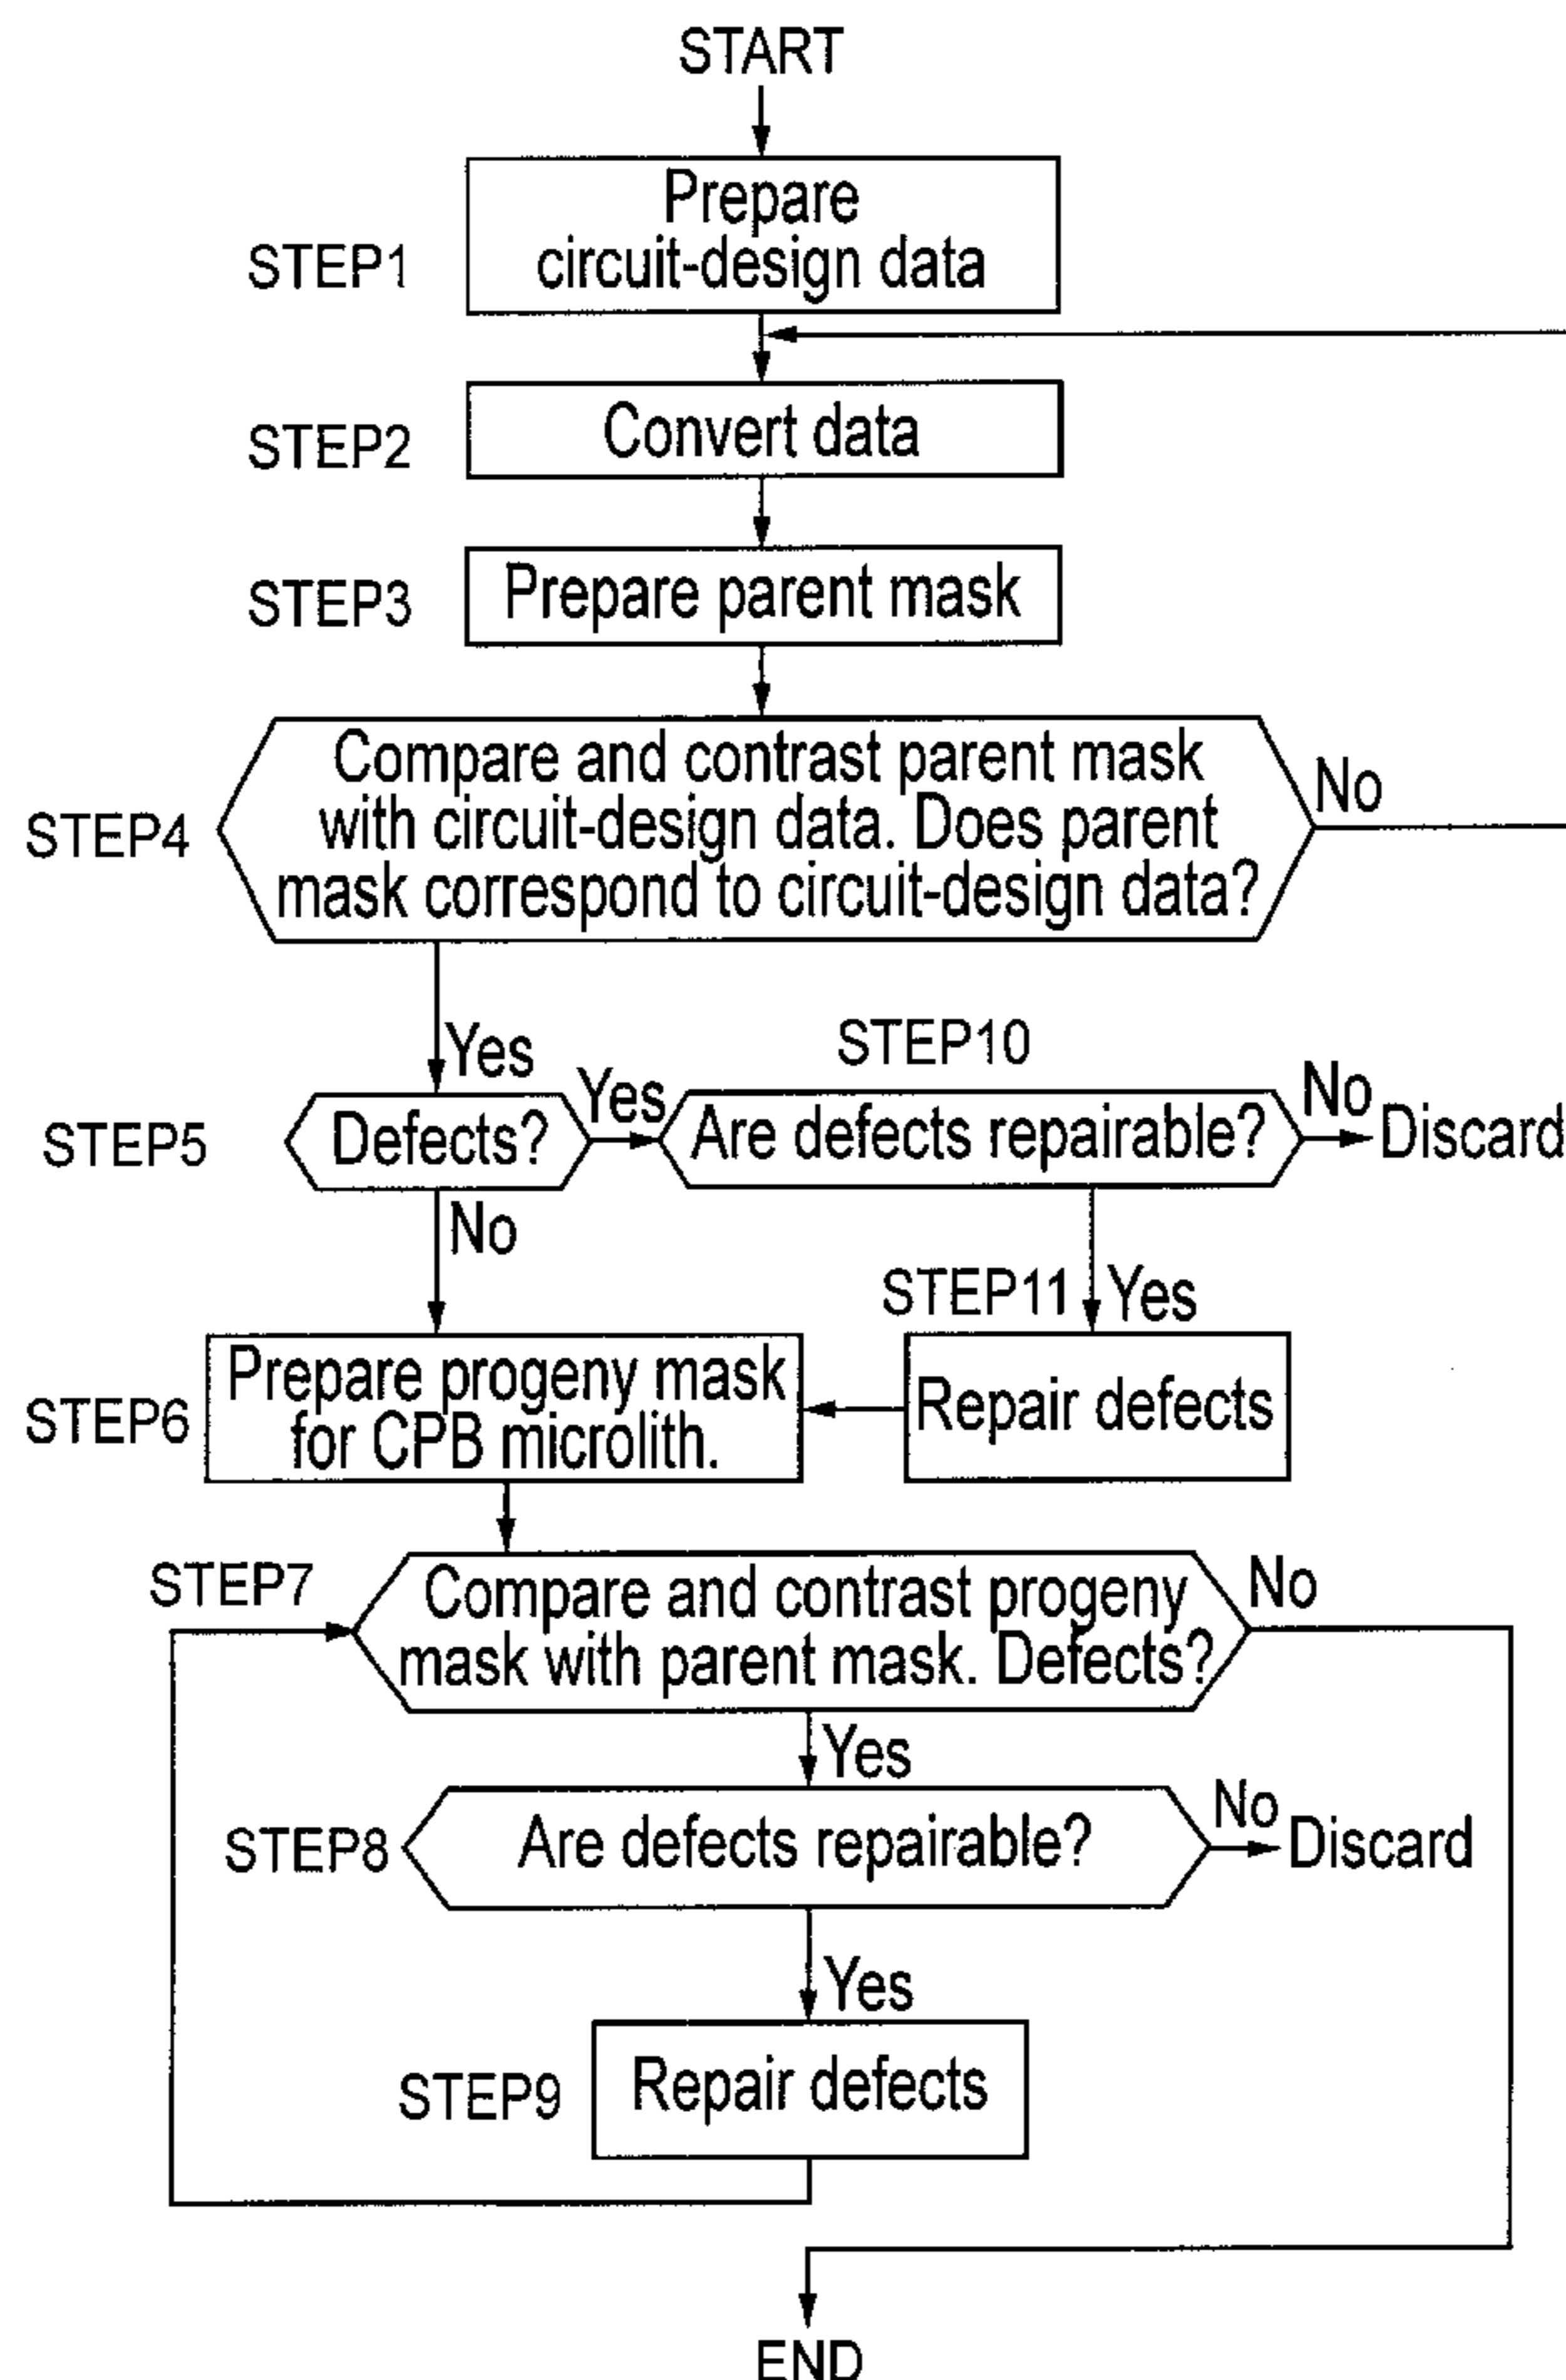 START
STEP1
Prepare
circuit-design data
STEP2
Convert data
STEP3
Prepare parent mask
STEP4
Compare and contrast parent mask
with circuit-design data. Does parent
mask correspond to circuit-design data?
No
Yes
STEP5
Defects?
Yes
STEP10
Are defects repairable?
No
Discard
No
STEP11
Yes
STEP6
Prepare progeny mask
for CPB microlith.
Repair defects
STEP7
Compare and contrast progeny
mask with parent mask. Defects?
No
Yes
STEP8
Are defects repairable?
No
Discard
Yes
STEP9
Repair defects
END